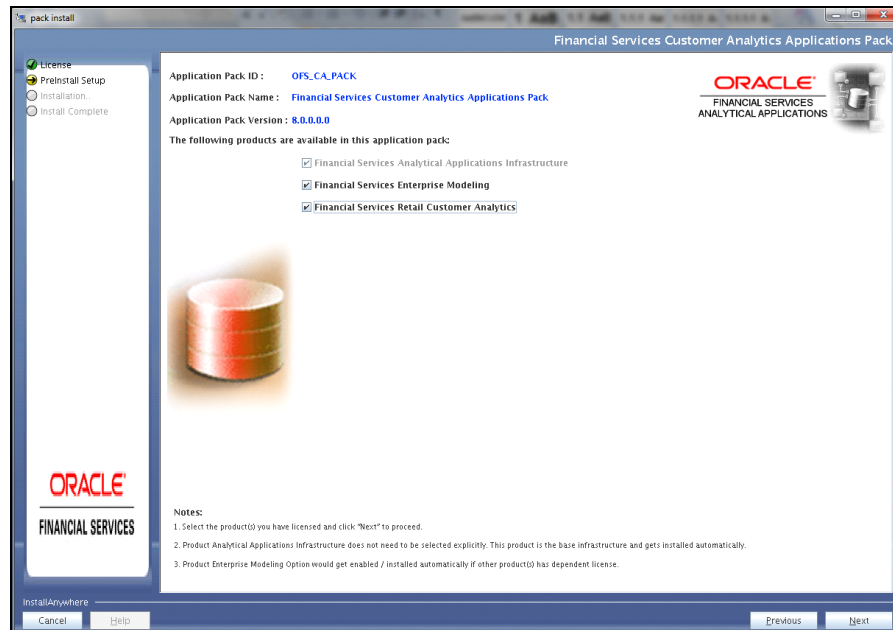 pack install
Financial Services Customer Analytics Applications Pack
License
PreInstall Setup
Installation..
Install Complete
Application Pack ID : OFS_CA_PACK
Application Pack Name : Financial Services Customer Analytics Applications Pack
Application Pack Version : 8.0.0.0.0
The following products are available in this application pack:
Financial Services Analytical Applications Infrastructure
Financial Services Enterprise Modeling
Financial Services Retail Customer Analytics
ORACLE
FINANCIAL SERVICES
ANALYTICAL APPLICATIONS
ORACLE
FINANCIAL SERVICES
Notes:
1. Select the product(s) you have licensed and click "Next" to proceed.
2. Product Analytical Applications Infrastructure does not need to be selected explicitly. This product is the base infrastructure and gets installed automatically.
3. Product Enterprise Modeling Option would get enabled / installed automatically if other product(s) has dependent license.
InstallAnywhere
Cancel
Help
Previous
Next